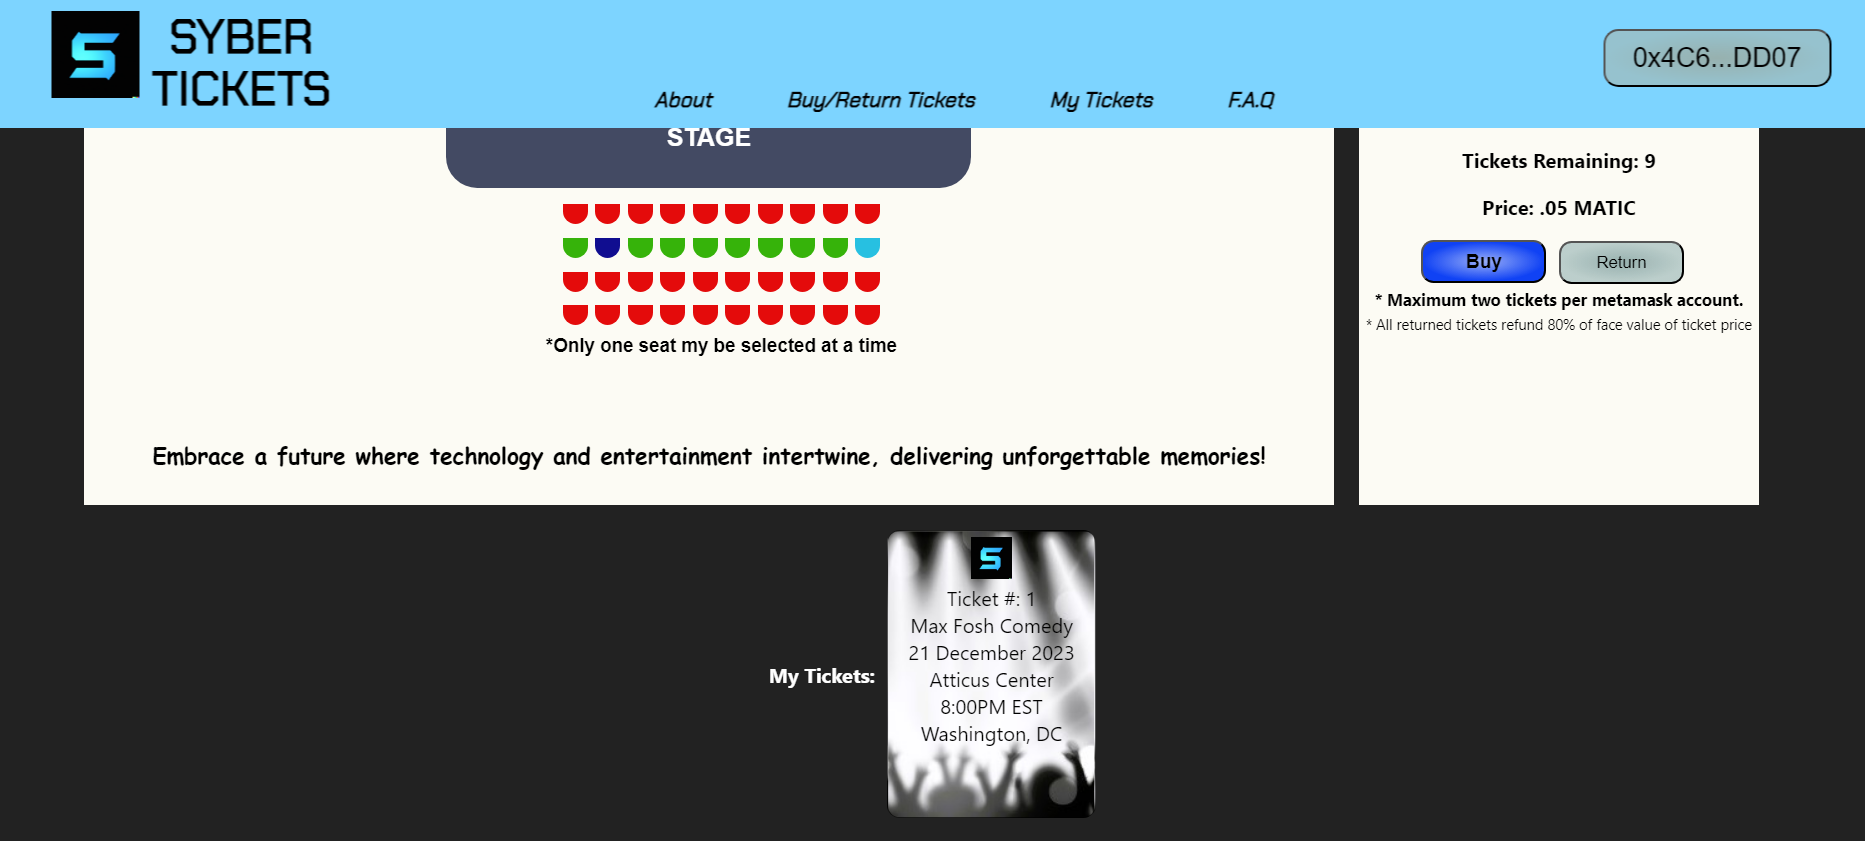 SYBER
TICKETS
About
Buy/Return Tickets
My Tickets
F.A.Q
0x4C6...DD07
STAGE
*Only one seat my be selected at a time
Embrace a future where technology and entertainment intertwine, delivering unforgettable memories!
Tickets Remaining: 9
Price: .05 MATIC
Buy
Return
* Maximum two tickets per metamask account.
* All returned tickets refund 80% of face value of ticket price
My Tickets:
Ticket #: 1
Max Fosh Comedy
21 December 2023
Atticus Center
8:00PM EST
Washington, DC